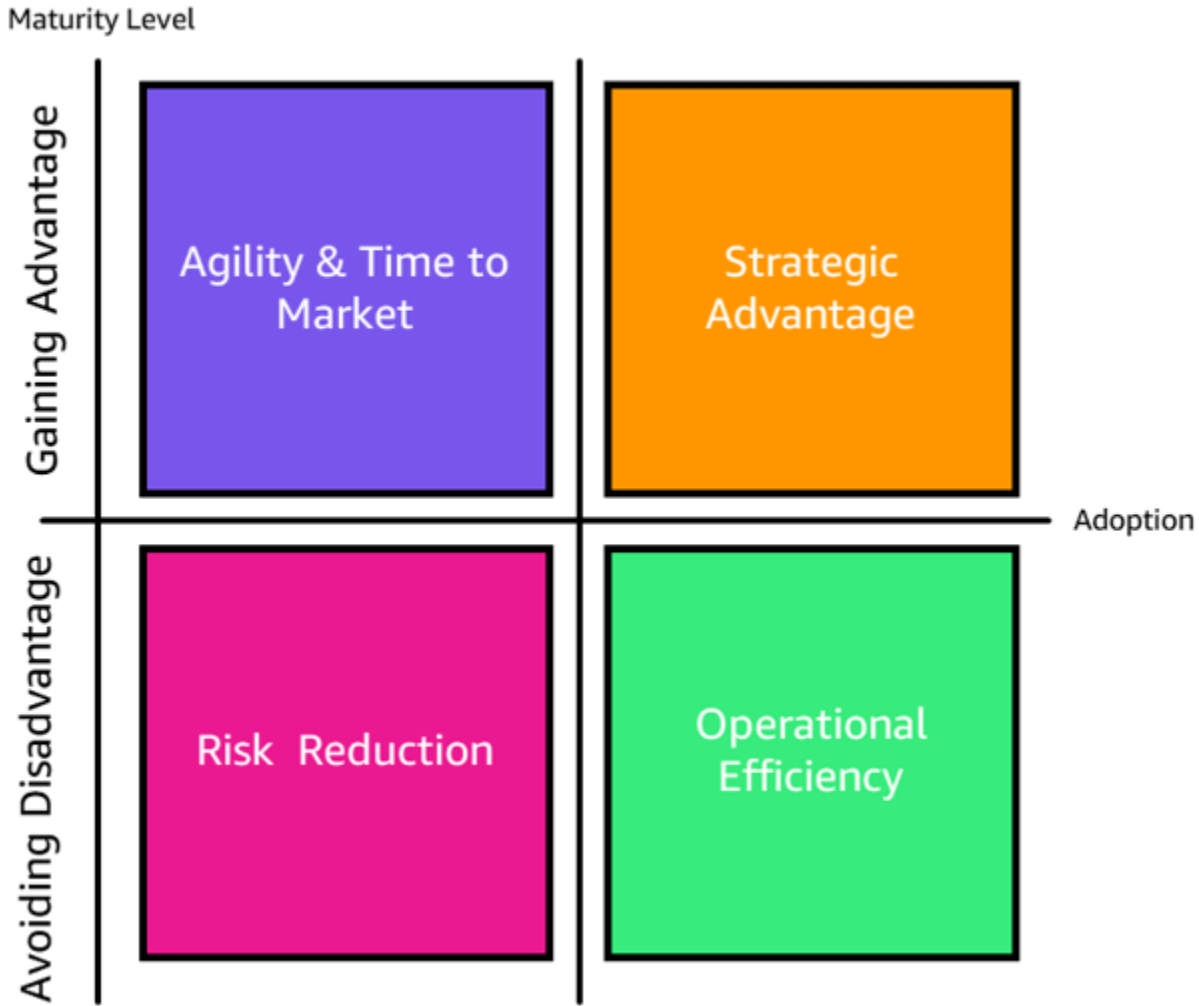 Maturity Level
Gaining Advantage
Agility & Time to
Market
Strategic
Advantage
Adoption
Avoiding Disadvantage
Risk Reduction
Operational
Efficiency